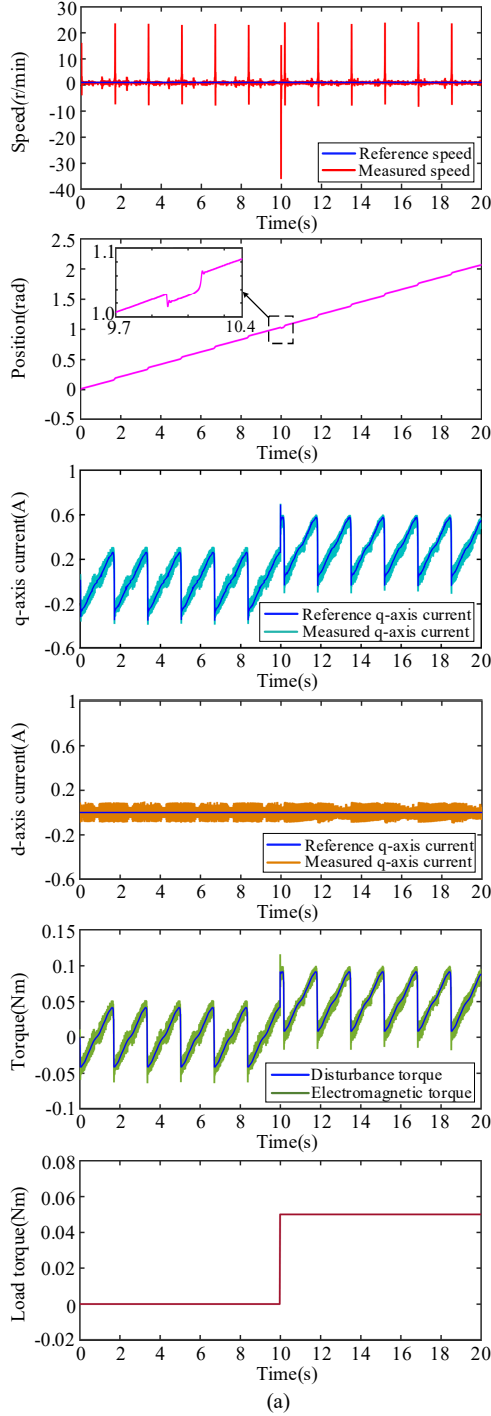 30
20
10
0
-10
-20
-30
-40
Speed(r/min)
Reference speed
Measured speed
0 2 4 6 8 10 12 14 16 18 20
Time(s)
2.5
2
1.5
1
0.5
0
-0.5
Position(rad)
1.1
1.0
9.7 10.4
0 2 4 6 8 10 12 14 16 18 20
Time(s)
1
0.6
0.2
-0.2
-0.6
q-axis current(A)
Reference q-axis current
Measured q-axis current
0 2 4 6 8 10 12 14 16 18 20
Time(s)
1
0.6
0.2
-0.2
-0.6
d-axis current(A)
Reference q-axis current
Measured q-axis current
0 2 4 6 8 10 12 14 16 18 20
Time(s)
0.15
0.1
0.05
0
-0.05
-0.1
Torque(Nm)
Disturbance torque
Electromagnetic torque
0 2 4 6 8 10 12 14 16 18 20
Time(s)
0.08
0.06
0.04
0.02
0
-0.02
Load torque(Nm)
0 2 4 6 8 10 12 14 16 18 20
Time(s)
(a)